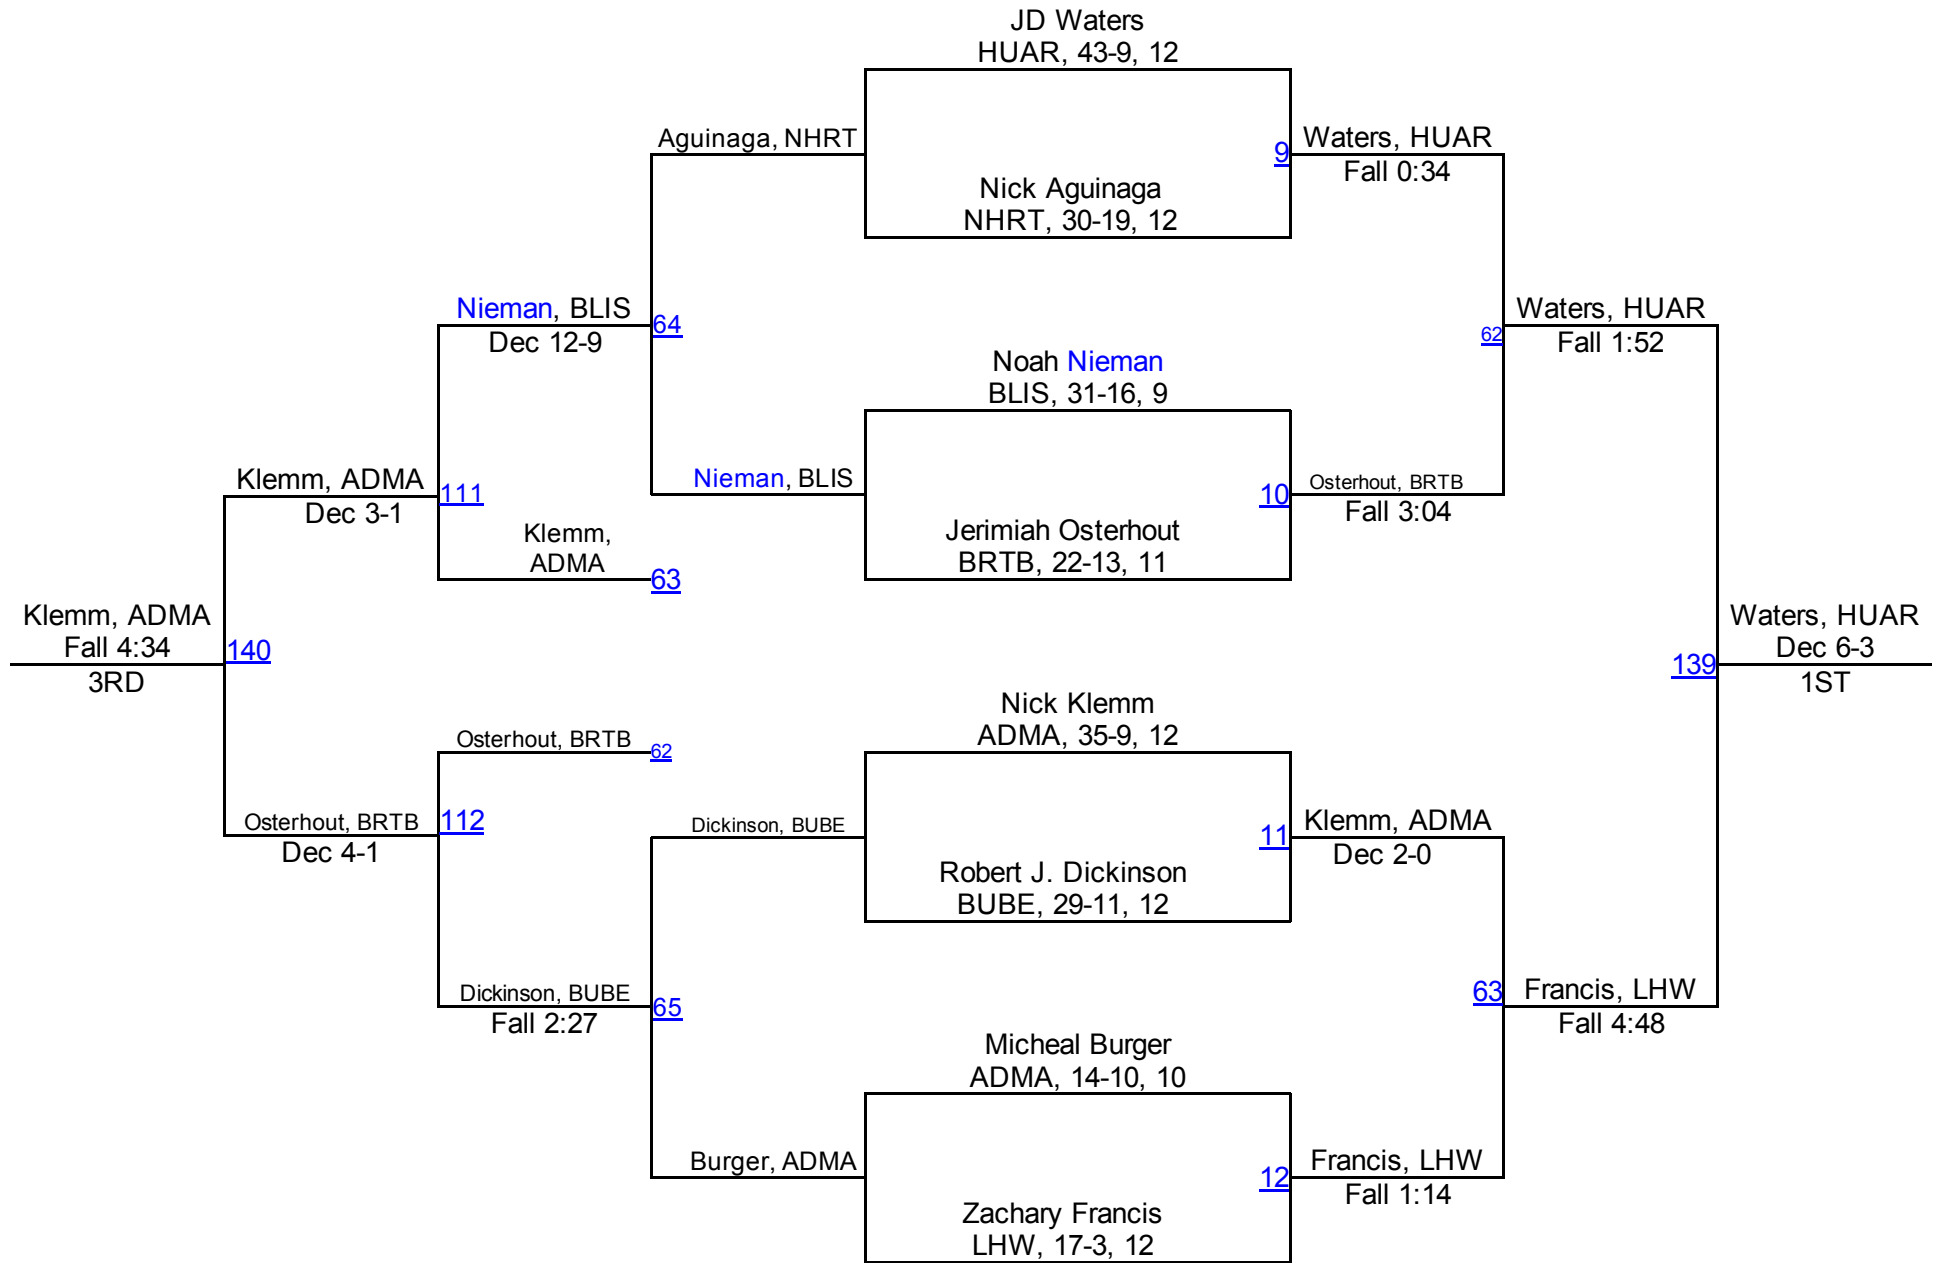 JD Waters
HUAR, 43-9, 12
Aguinaga, NHRT
9
Waters, HUAR
Fall 0:34
Nick Aguinaga
NHRT, 30-19, 12
Nieman, BLIS
Dec 12-9
64
Waters, HUAR
Fall 1:52
62
Noah Nieman
BLIS, 31-16, 9
Klemm, ADMA
Dec 3-1
111
Nieman, BLIS
10
Osterhout, BRTB
Fall 3:04
Klemm,
ADMA
63
Jerimiah Osterhout
BRTB, 22-13, 11
Klemm, ADMA
Fall 4:34
3RD
140
139
Waters, HUAR
Dec 6-3
1ST
Nick Klemm
ADMA, 35-9, 12
Osterhout, BRTB
62
Osterhout, BRTB
Dec 4-1
112
Dickinson, BUBE
11
Klemm, ADMA
Dec 2-0
Robert J. Dickinson
BUBE, 29-11, 12
Dickinson, BUBE
Fall 2:27
65
63
Francis, LHW
Fall 4:48
Micheal Burger
ADMA, 14-10, 10
Burger, ADMA
12
Francis, LHW
Fall 1:14
Zachary Francis
LHW, 17-3, 12